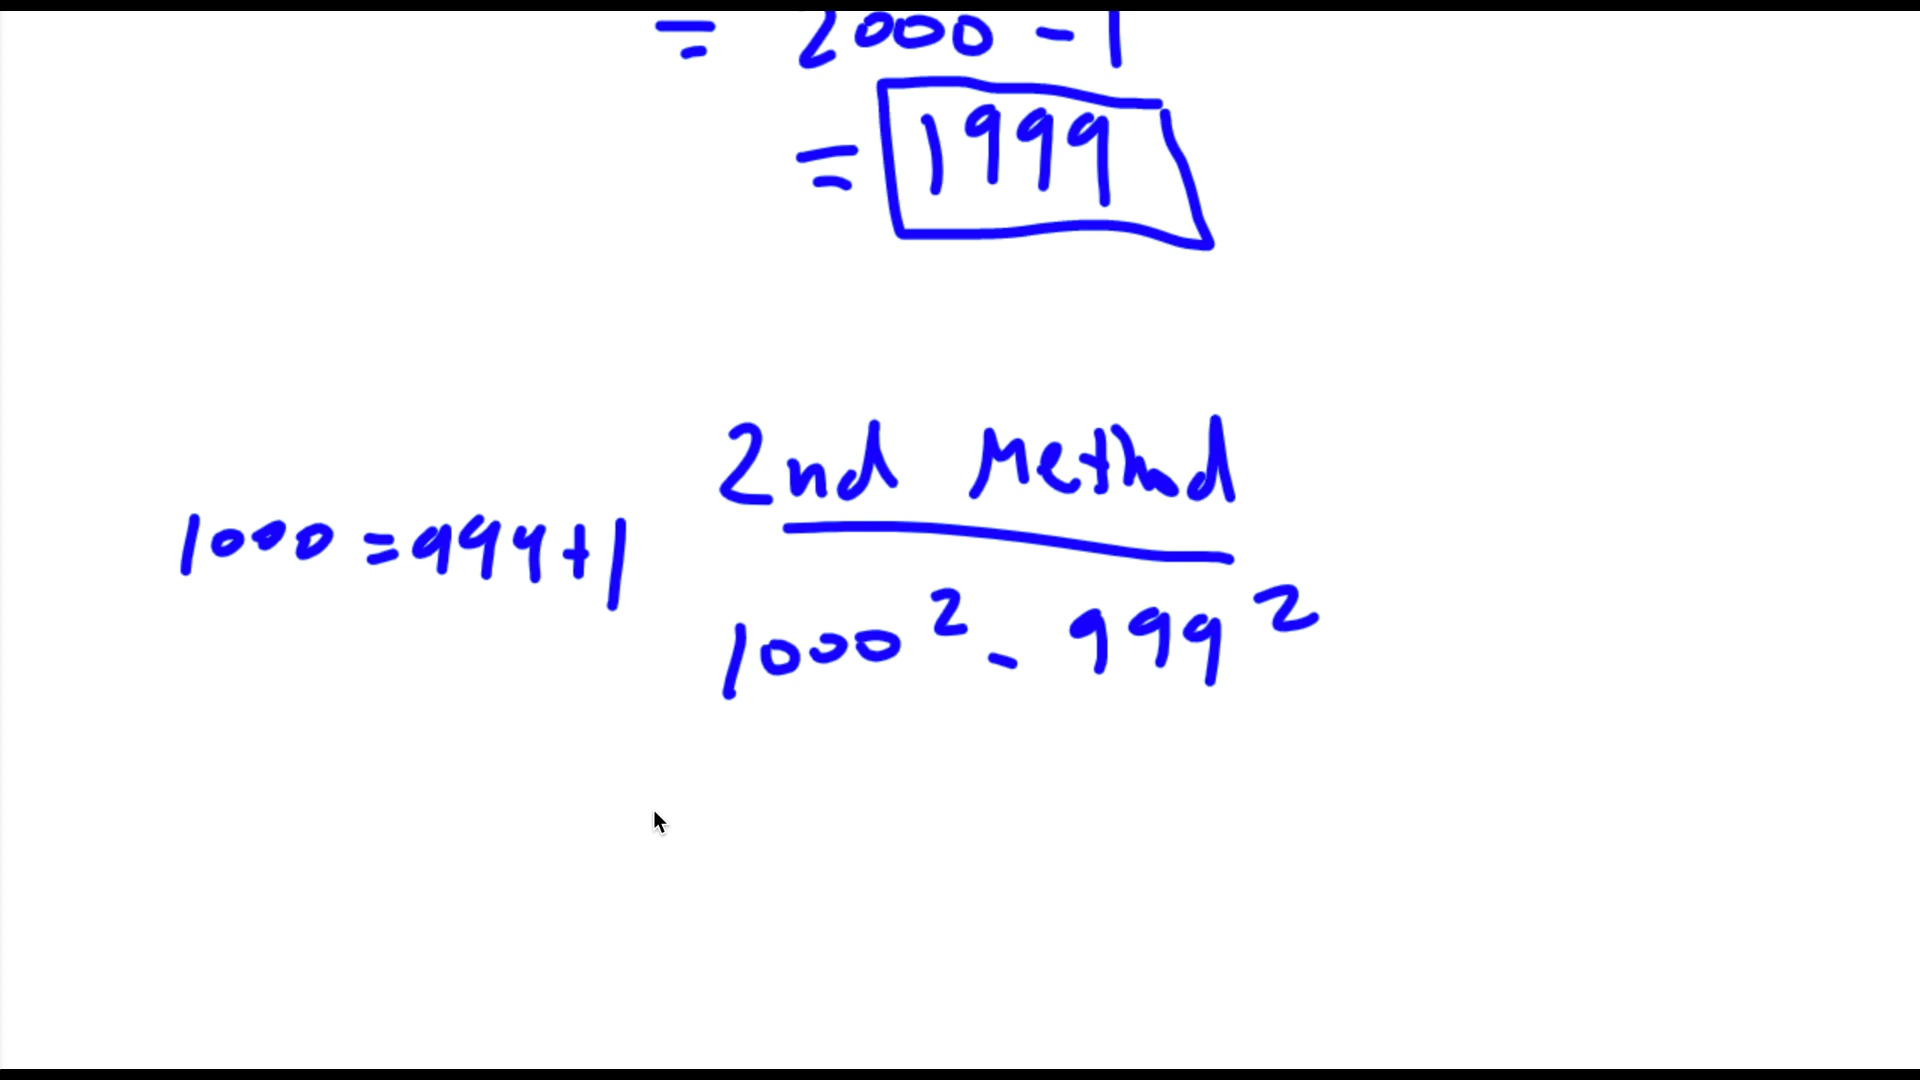 = 2000 - 1
= 1999
2nd Method
1000 = 999 + 1
1000² - 999²